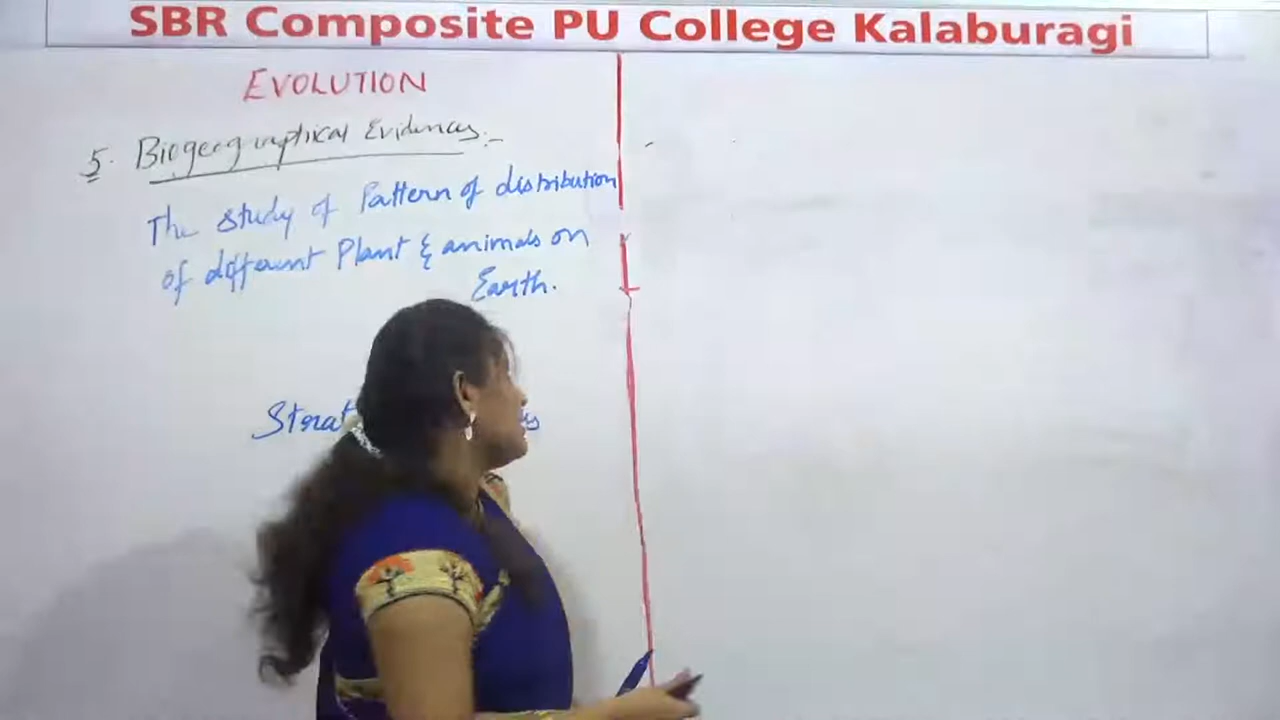 SBR Composite PU College Kalaburagi
EVOLUTION
5. Biogeographical Evidences:-
The study of Pattern of distribution
of different Plant & animals on
Earth.